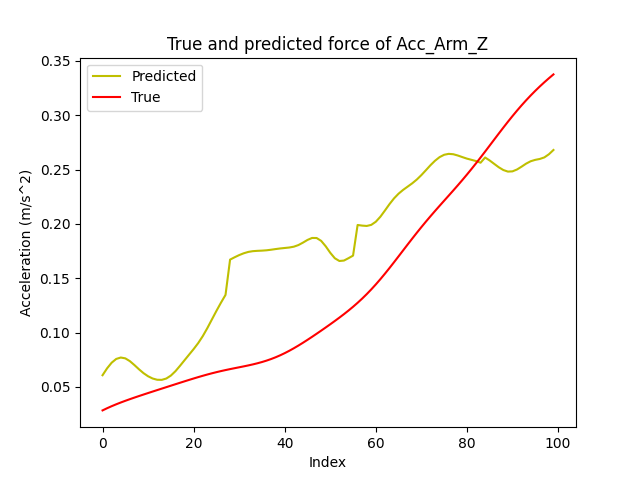 True and predicted force of Acc_Arm_Z
Predicted
True
Acceleration (m/s^2)
0.35
0.30
0.25
0.20
0.15
0.10
0.05
0 20 40 60 80 100
Index